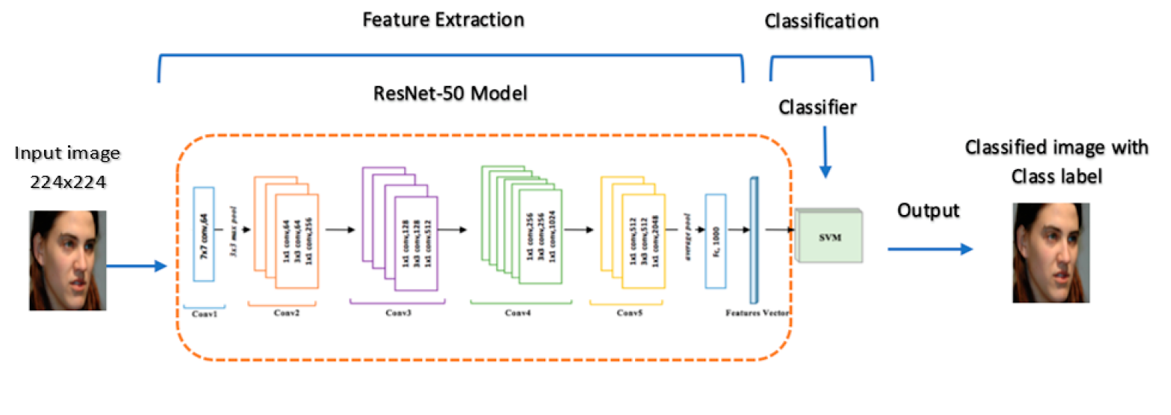 Feature Extraction
Classification
ResNet-50 Model
Classifier
Input image
224x224
Classified image with
Class label
Output
7x7 conv,64
3x3 max pool
1x1 conv,64
3x3 conv,64
1x1 conv,256
1x1 conv,128
3x3 conv,128
1x1 conv,512
1x1 conv,256
3x3 conv,256
1x1 conv,1024
1x1 conv,512
3x3 conv,512
1x1 conv,2048
average pool
fc, 1000
SVM
Conv1
Conv2
Conv3
Conv4
Conv5
Features Vector